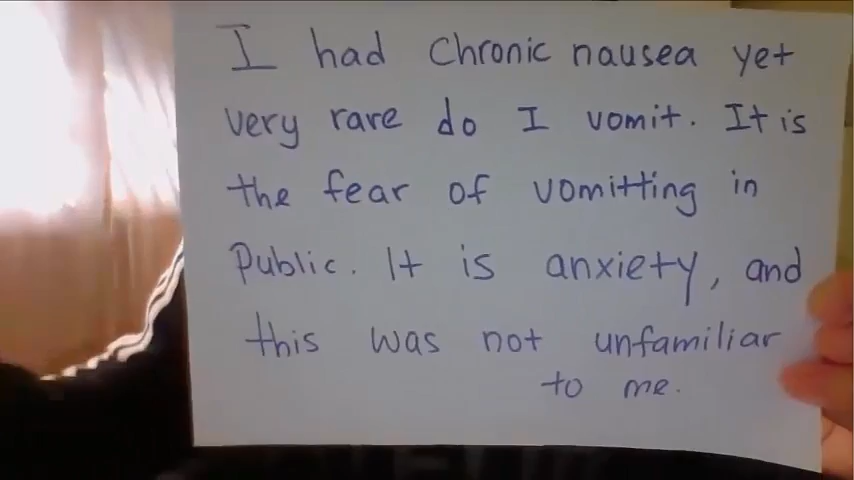 I had Chronic nausea yet
very rare do I vomit. It is
the fear of vomitting in
Public. It is anxiety, and
this was not unfamiliar
to me.